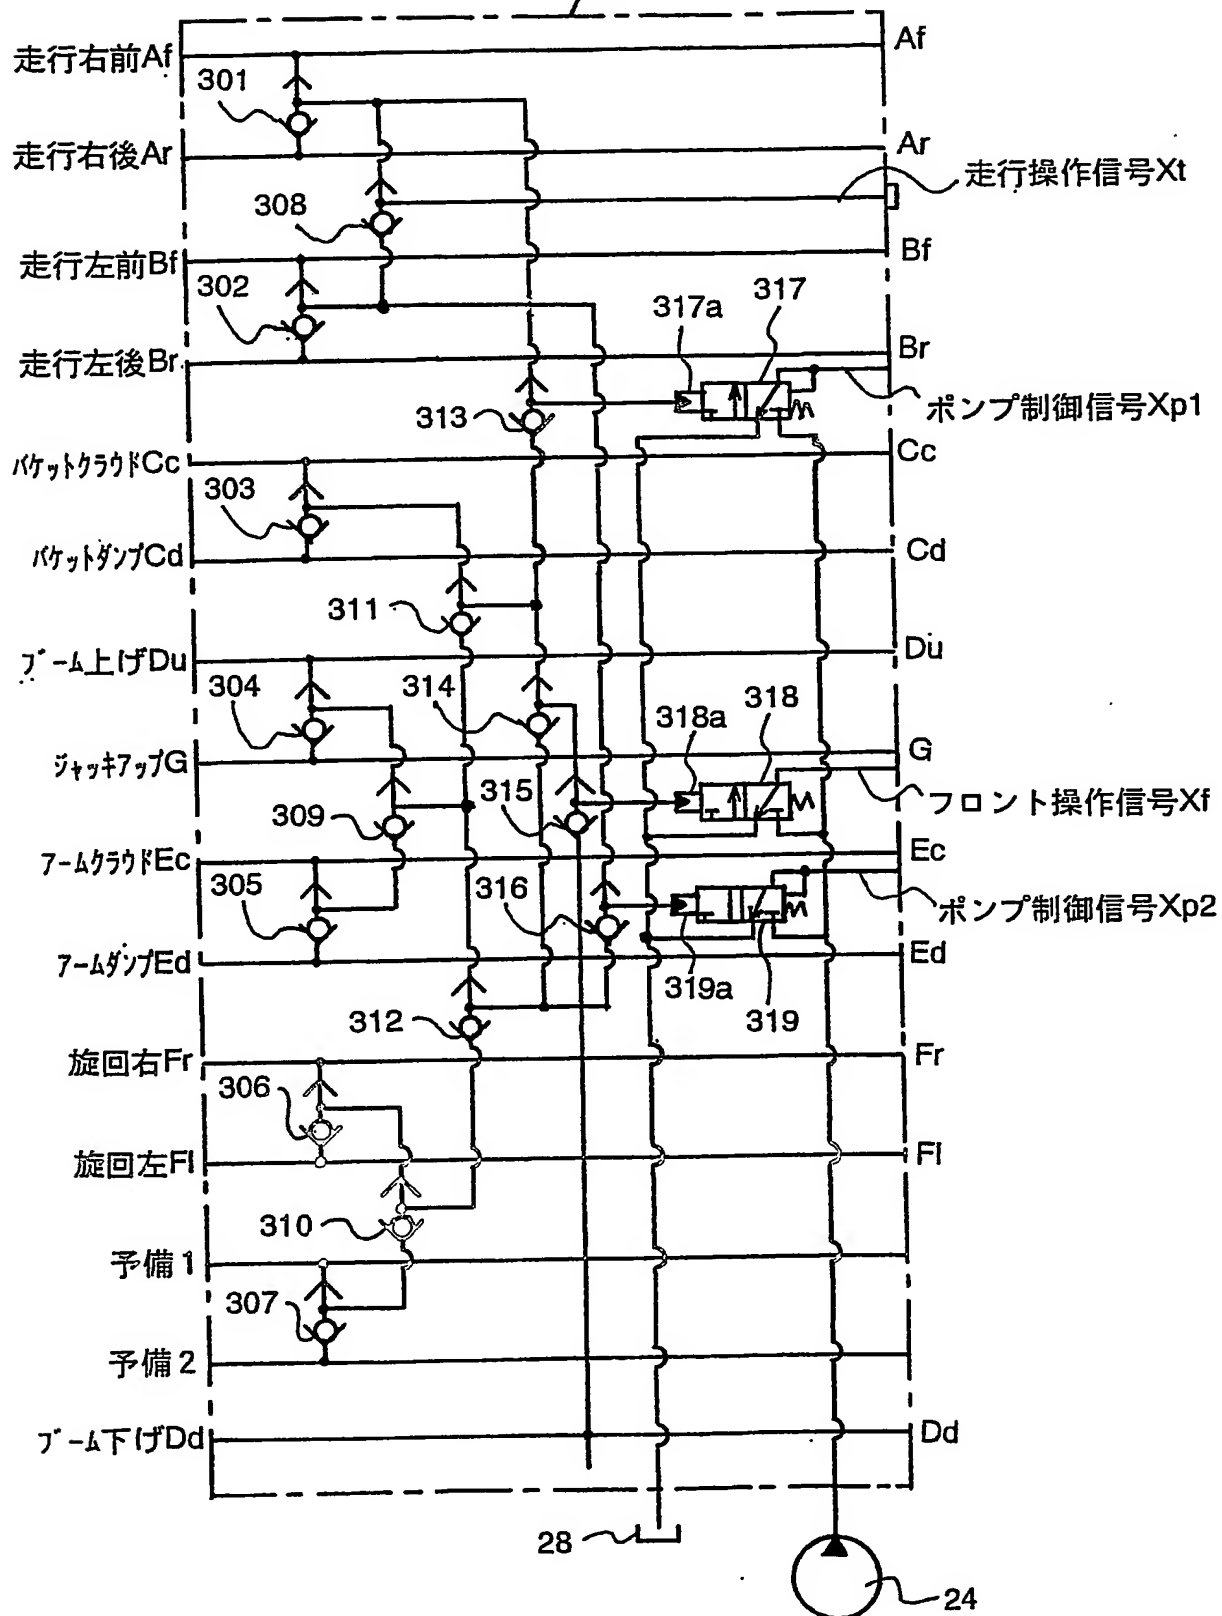 走行右前Af
Af
301
走行右後Ar
Ar
走行操作信号Xt
308
走行左前Bf
Bf
302
317a
317
走行左後Br
Br
ポンプ制御信号Xp1
313
バケットクラウドCc
Cc
303
バケットダンプCd
Cd
311
ブーム上げDu
Du
304
314
318a
318
ジャッキアップG
G
フロント操作信号Xf
309
315
アームクラウドEc
Ec
305
316
ポンプ制御信号Xp2
アームダンプEd
Ed
319a
319
312
旋回右Fr
Fr
306
旋回左Fl
Fl
310
予備1
307
予備2
ブーム下げDd
Dd
28
24